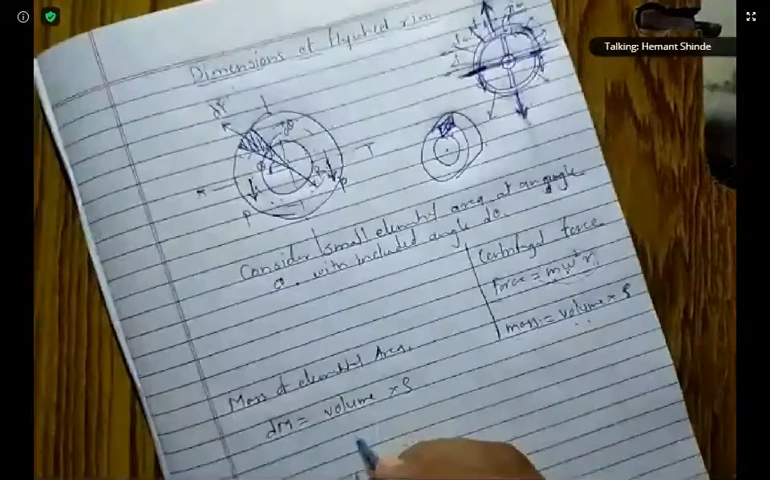 Talking: Hemant Shinde
Dimensions of flywheel rim
Consider small elemental area at an angle
θ. with included angle dθ.
Centrifugal force
Force = mω²r
mass = volume × ρ
Mass of elemental Area.
dM = volume × ρ